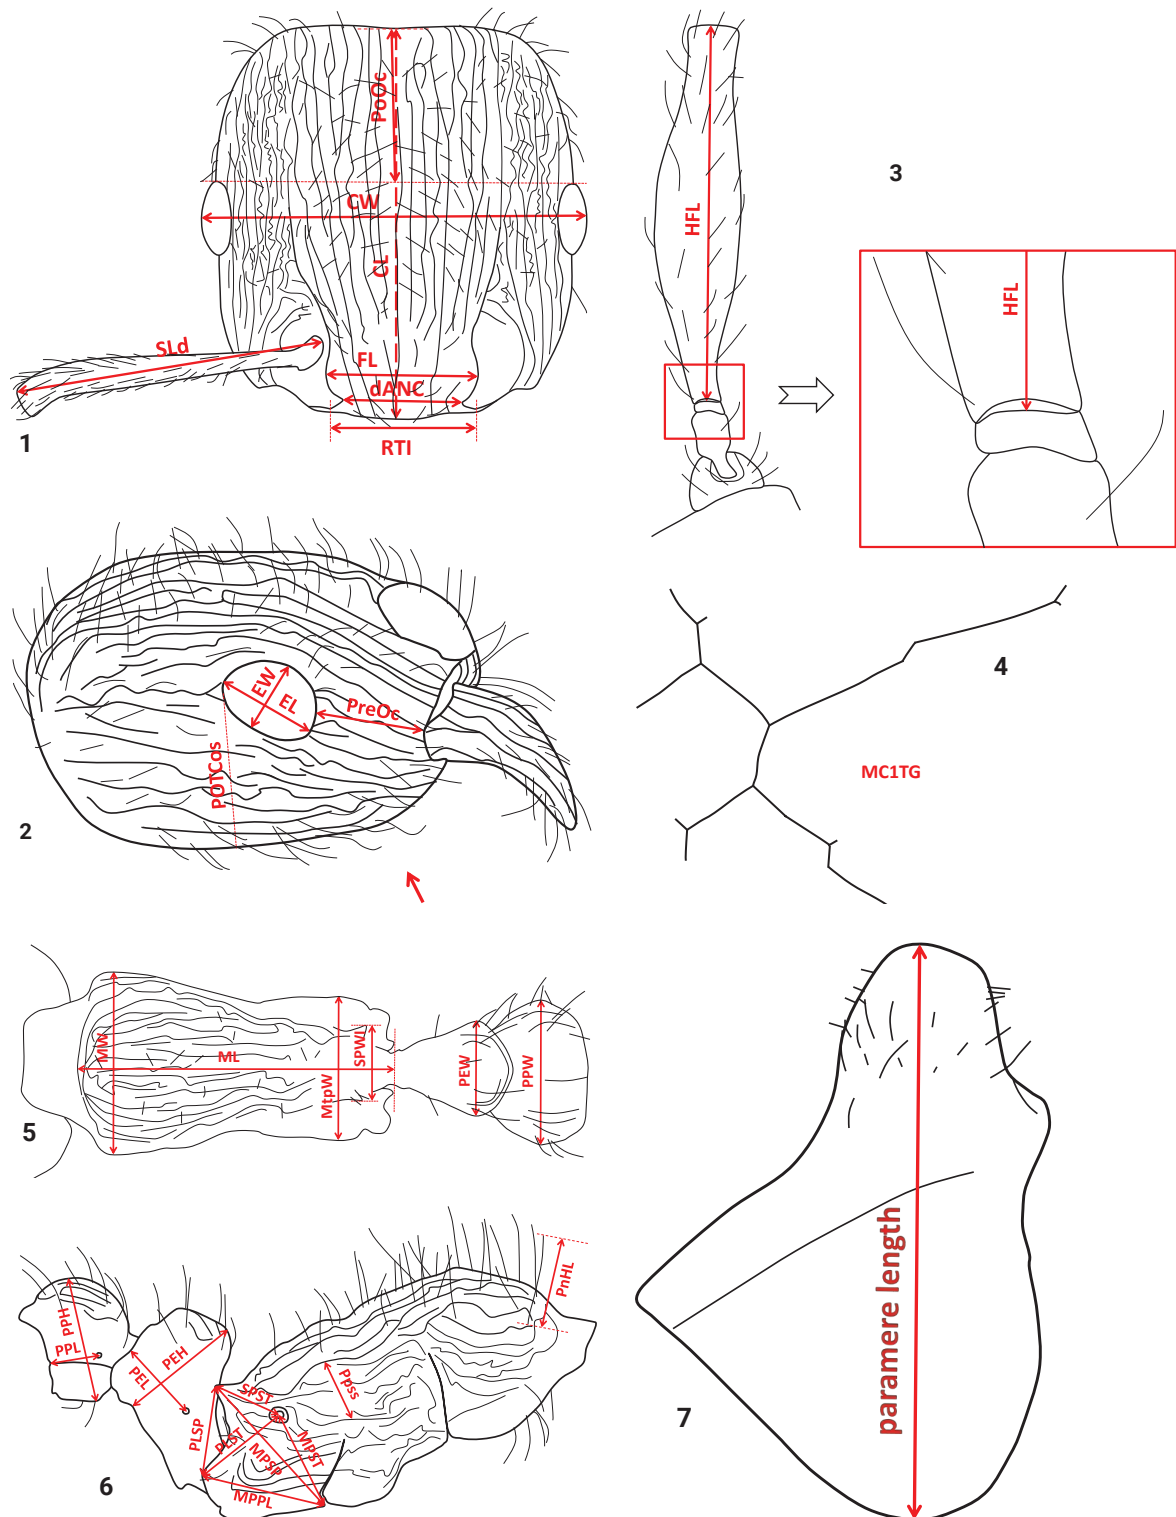 PoOc
CW
CL
SLd
FL
dANC
RTI
1
HFL
3
HFL
EW
EL
PreOc
POTCos
2
4
MC1TG
MW
ML
MtpW
SPWI
PEW
PPW
5
PPH
PPL
PEL
PEH
SPST
PLSP
PLST
MPSP
MPST
MPPL
Ppss
PnHL
6
paramere length
7